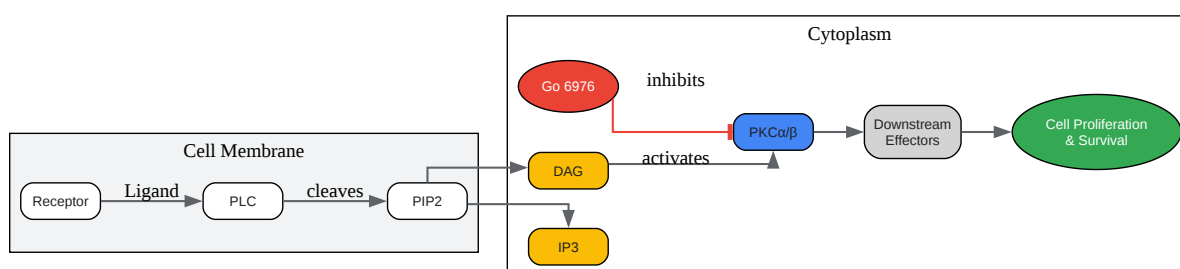 Cytoplasm
Go 6976
inhibits
PKCα/β
Downstream
Effectors
Cell Proliferation
& Survival
Cell Membrane
DAG
activates
Receptor
Ligand
PLC
cleaves
PIP2
IP3